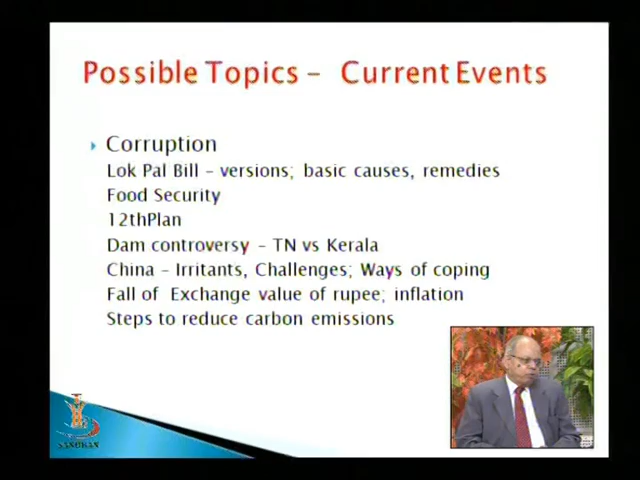 Possible Topics – Current Events
Corruption
Lok Pal Bill – versions; basic causes, remedies
Food Security
12thPlan
Dam controversy – TN vs Kerala
China – Irritants, Challenges; Ways of coping
Fall of Exchange value of rupee; inflation
Steps to reduce carbon emissions
SANDHAN